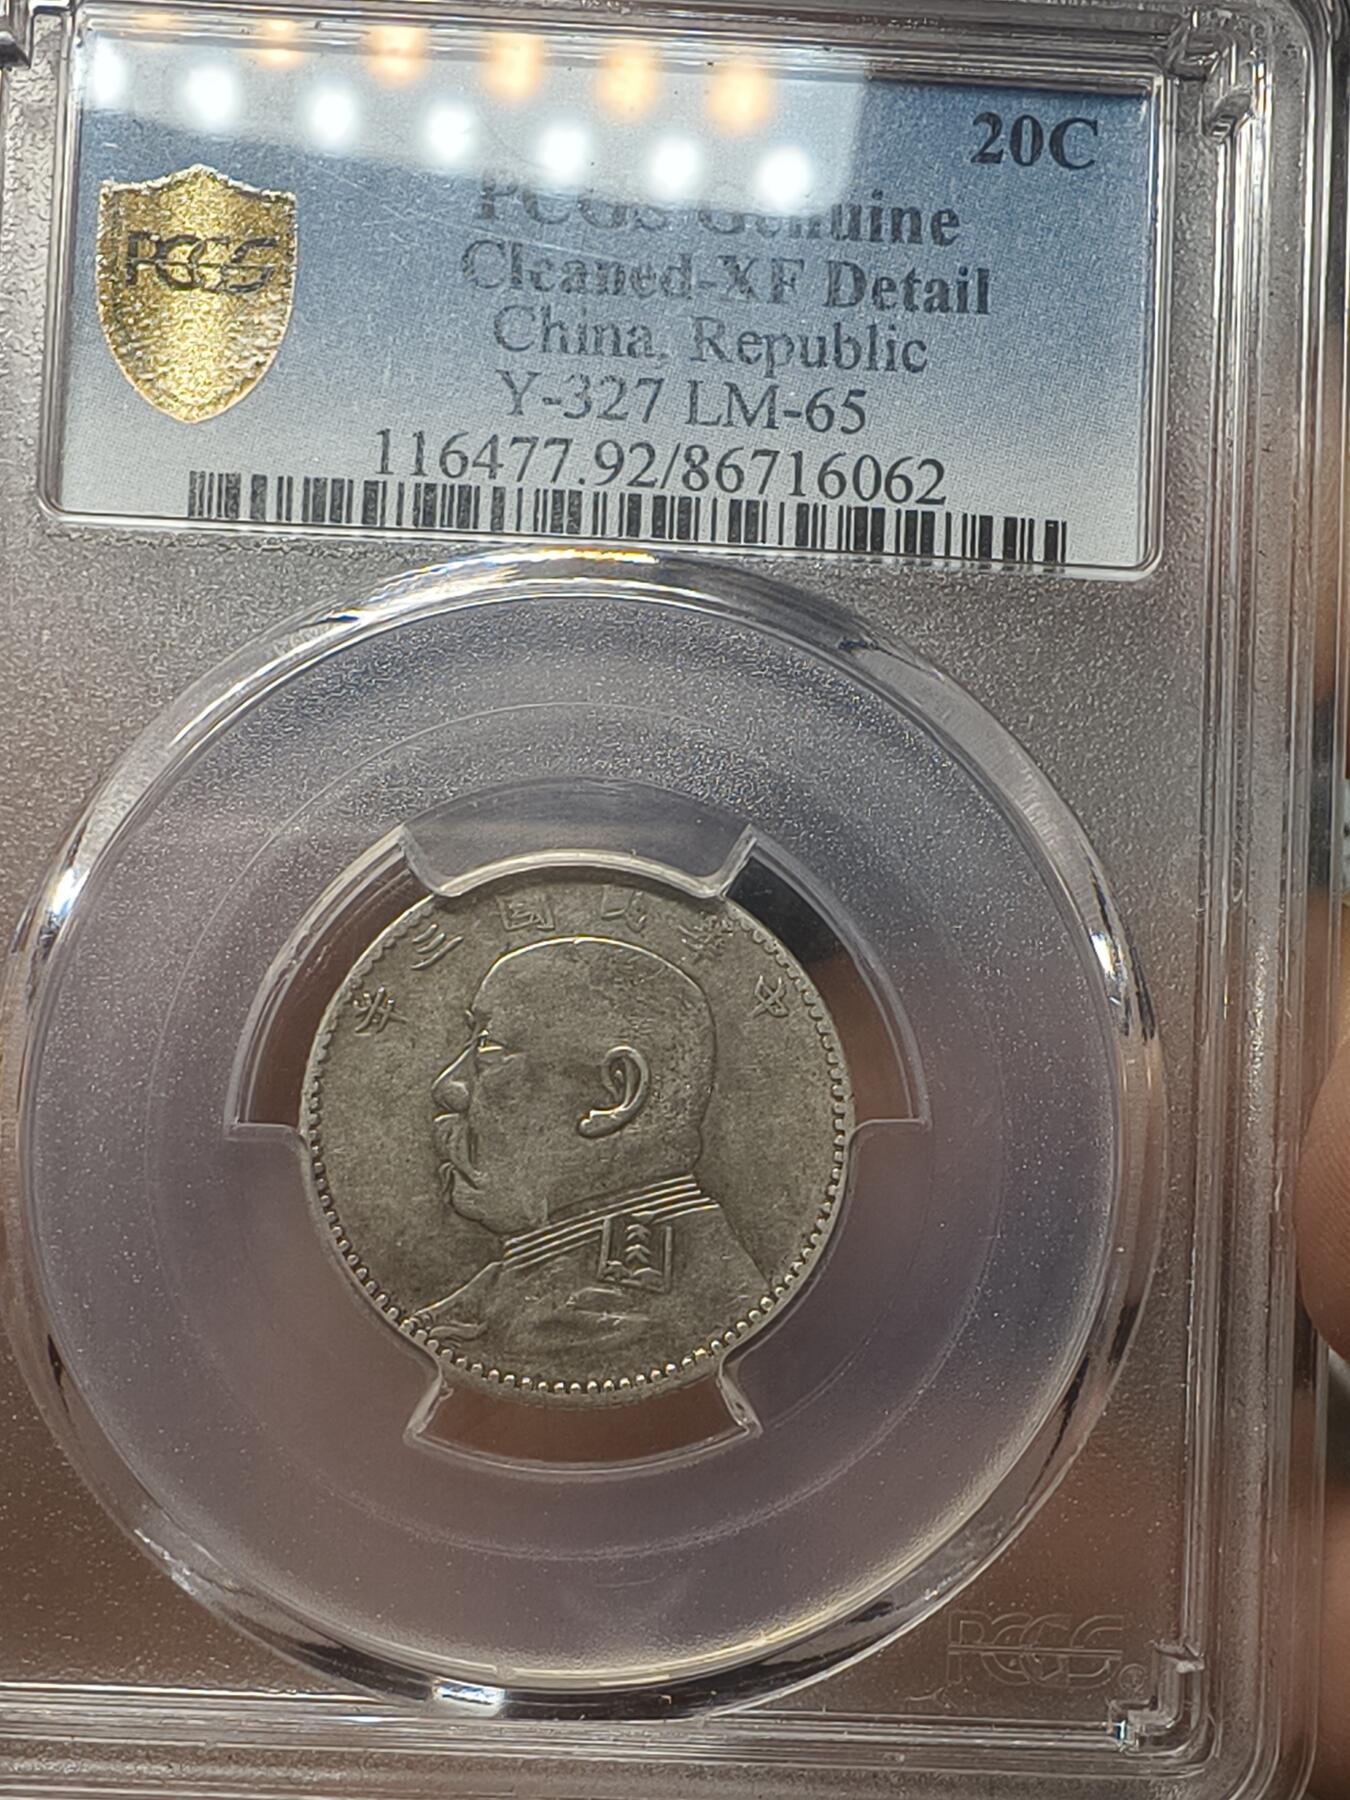 20C
PCGS
PCGS Genuine
Cleaned-XF Detail
China, Republic
Y-327 LM-65
116477.92/86716062
年三國民華中
PCGS